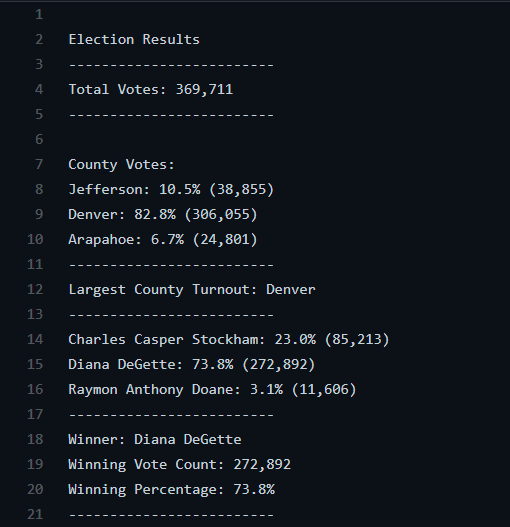 1
2 Election Results
3 -------------------------
4 Total Votes: 369,711
5 -------------------------
6
7 County Votes:
8 Jefferson: 10.5% (38,855)
9 Denver: 82.8% (306,055)
10 Arapahoe: 6.7% (24,801)
11 -------------------------
12 Largest County Turnout: Denver
13 -------------------------
14 Charles Casper Stockham: 23.0% (85,213)
15 Diana DeGette: 73.8% (272,892)
16 Raymon Anthony Doane: 3.1% (11,606)
17 -------------------------
18 Winner: Diana DeGette
19 Winning Vote Count: 272,892
20 Winning Percentage: 73.8%
21 -------------------------